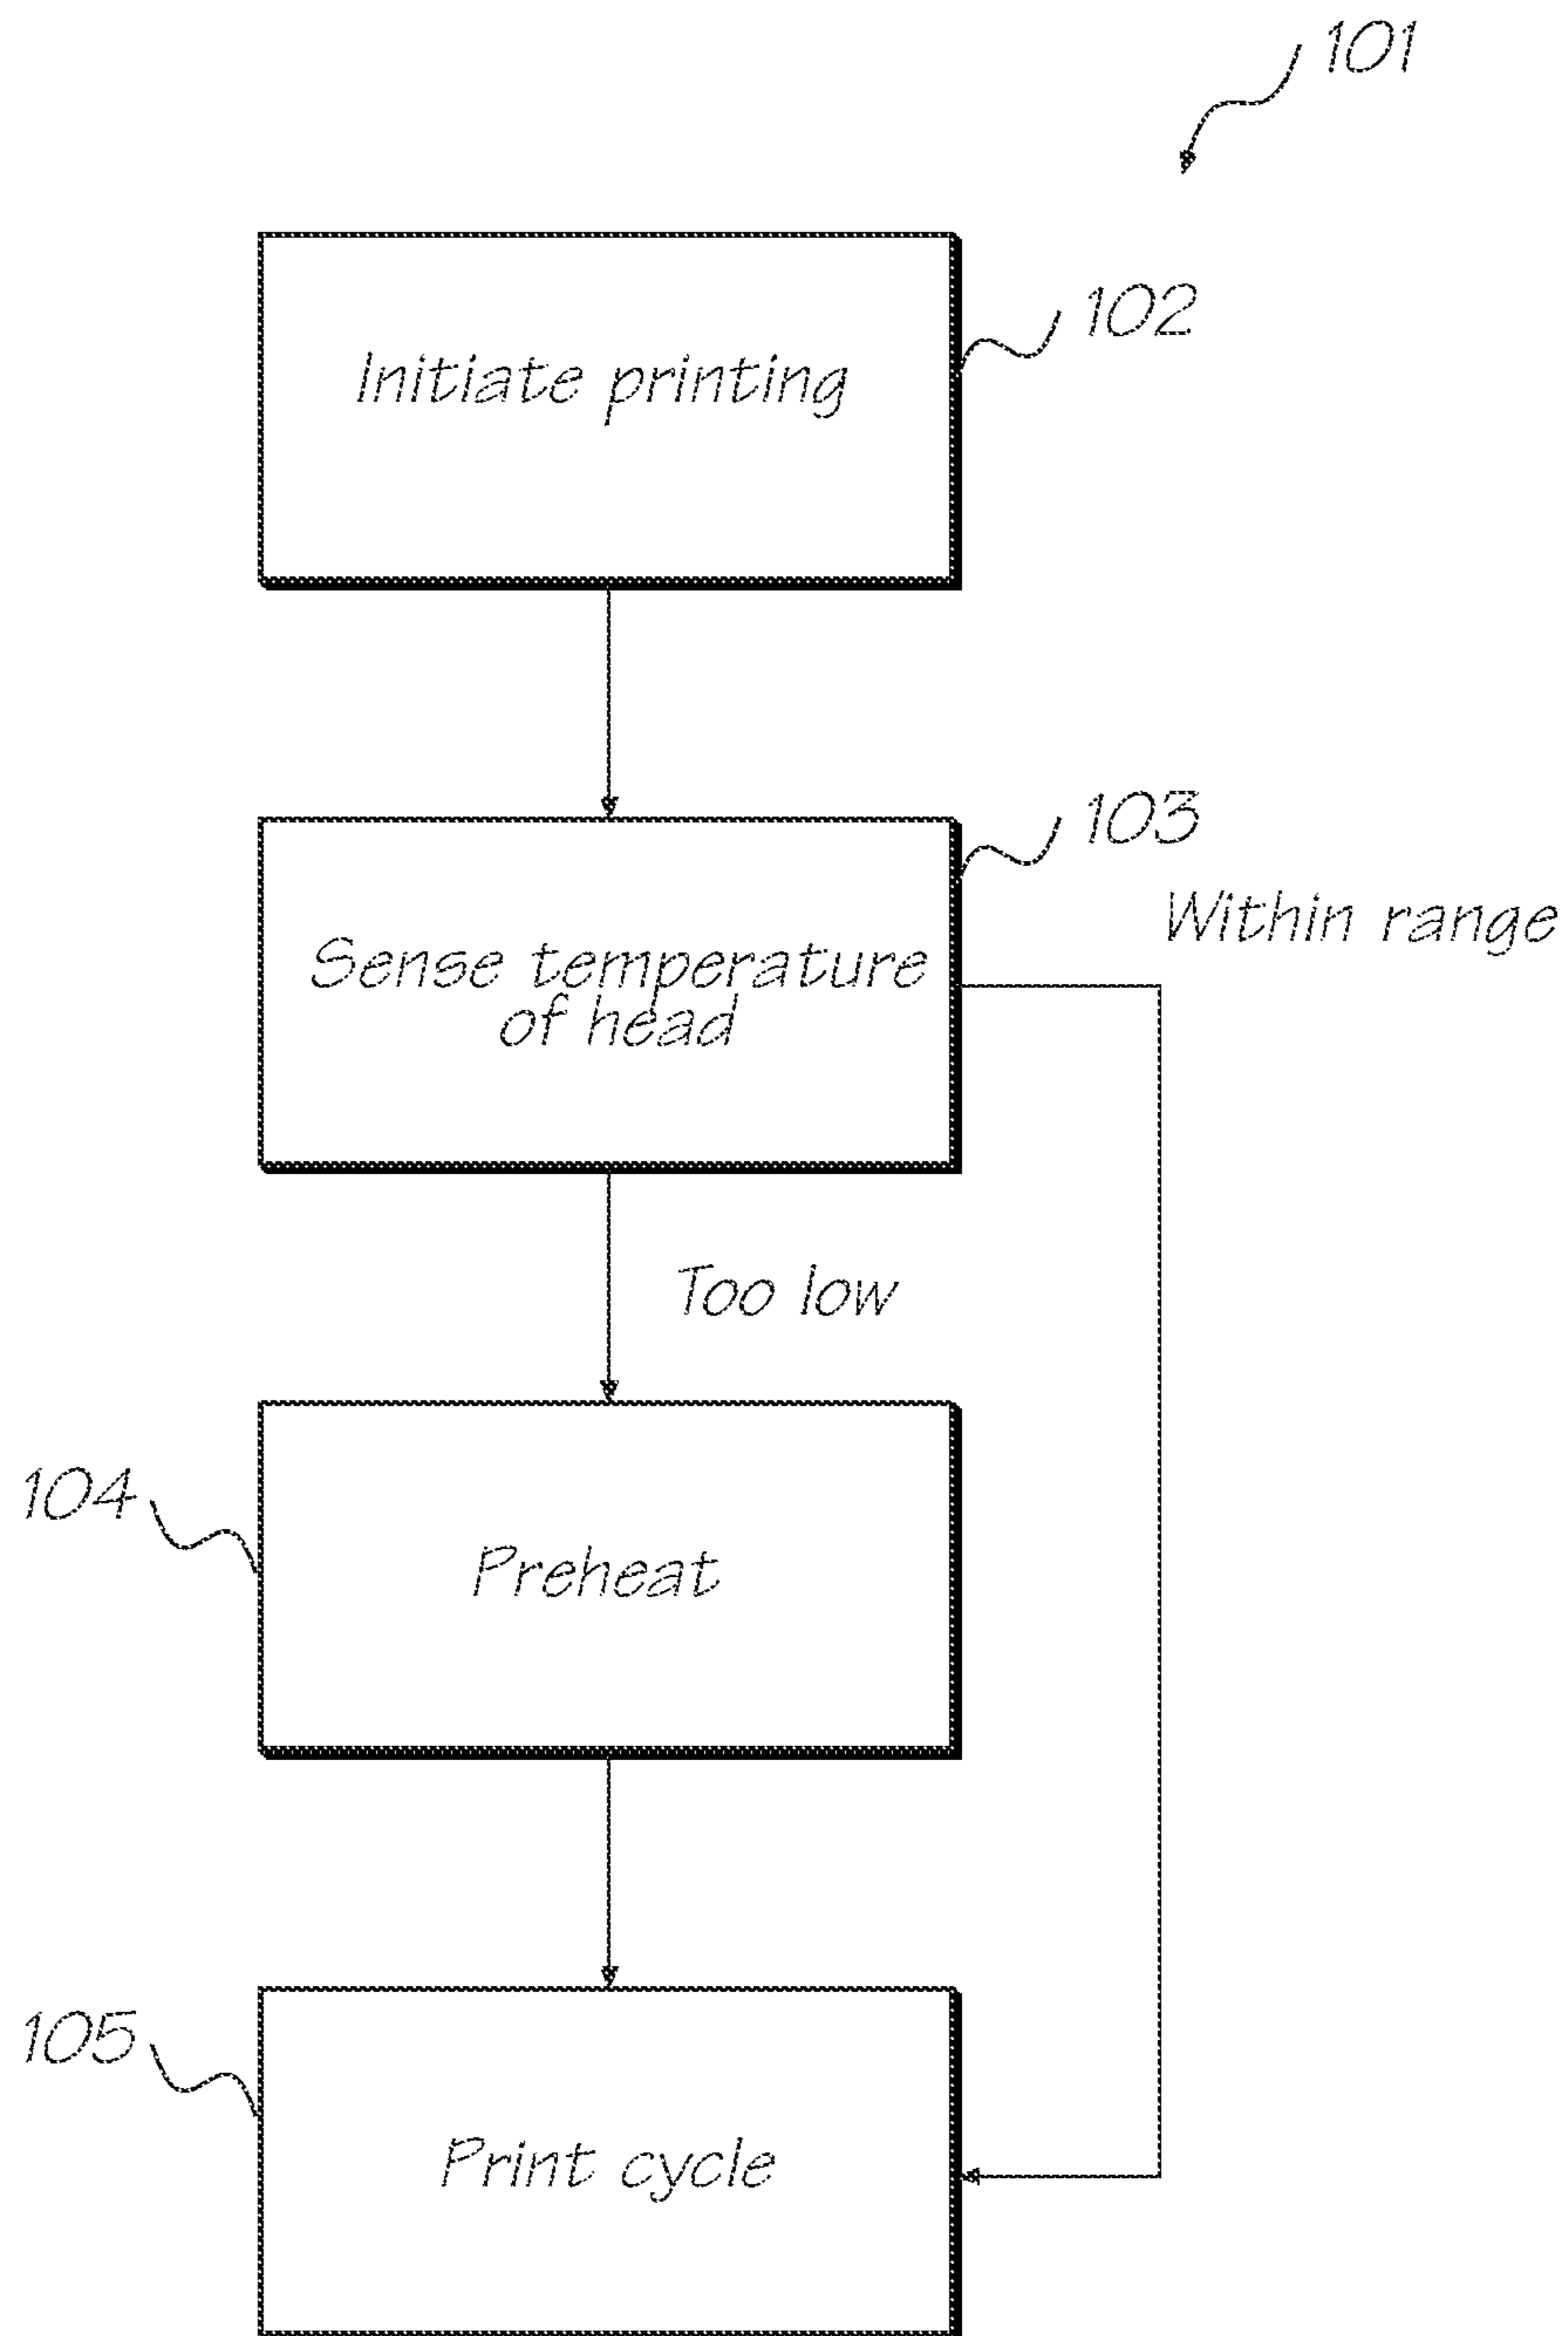 101
Initiate printing
102
103
Within range
Sense temperature
of head
Too low
104
Preheat
105
Print cycle